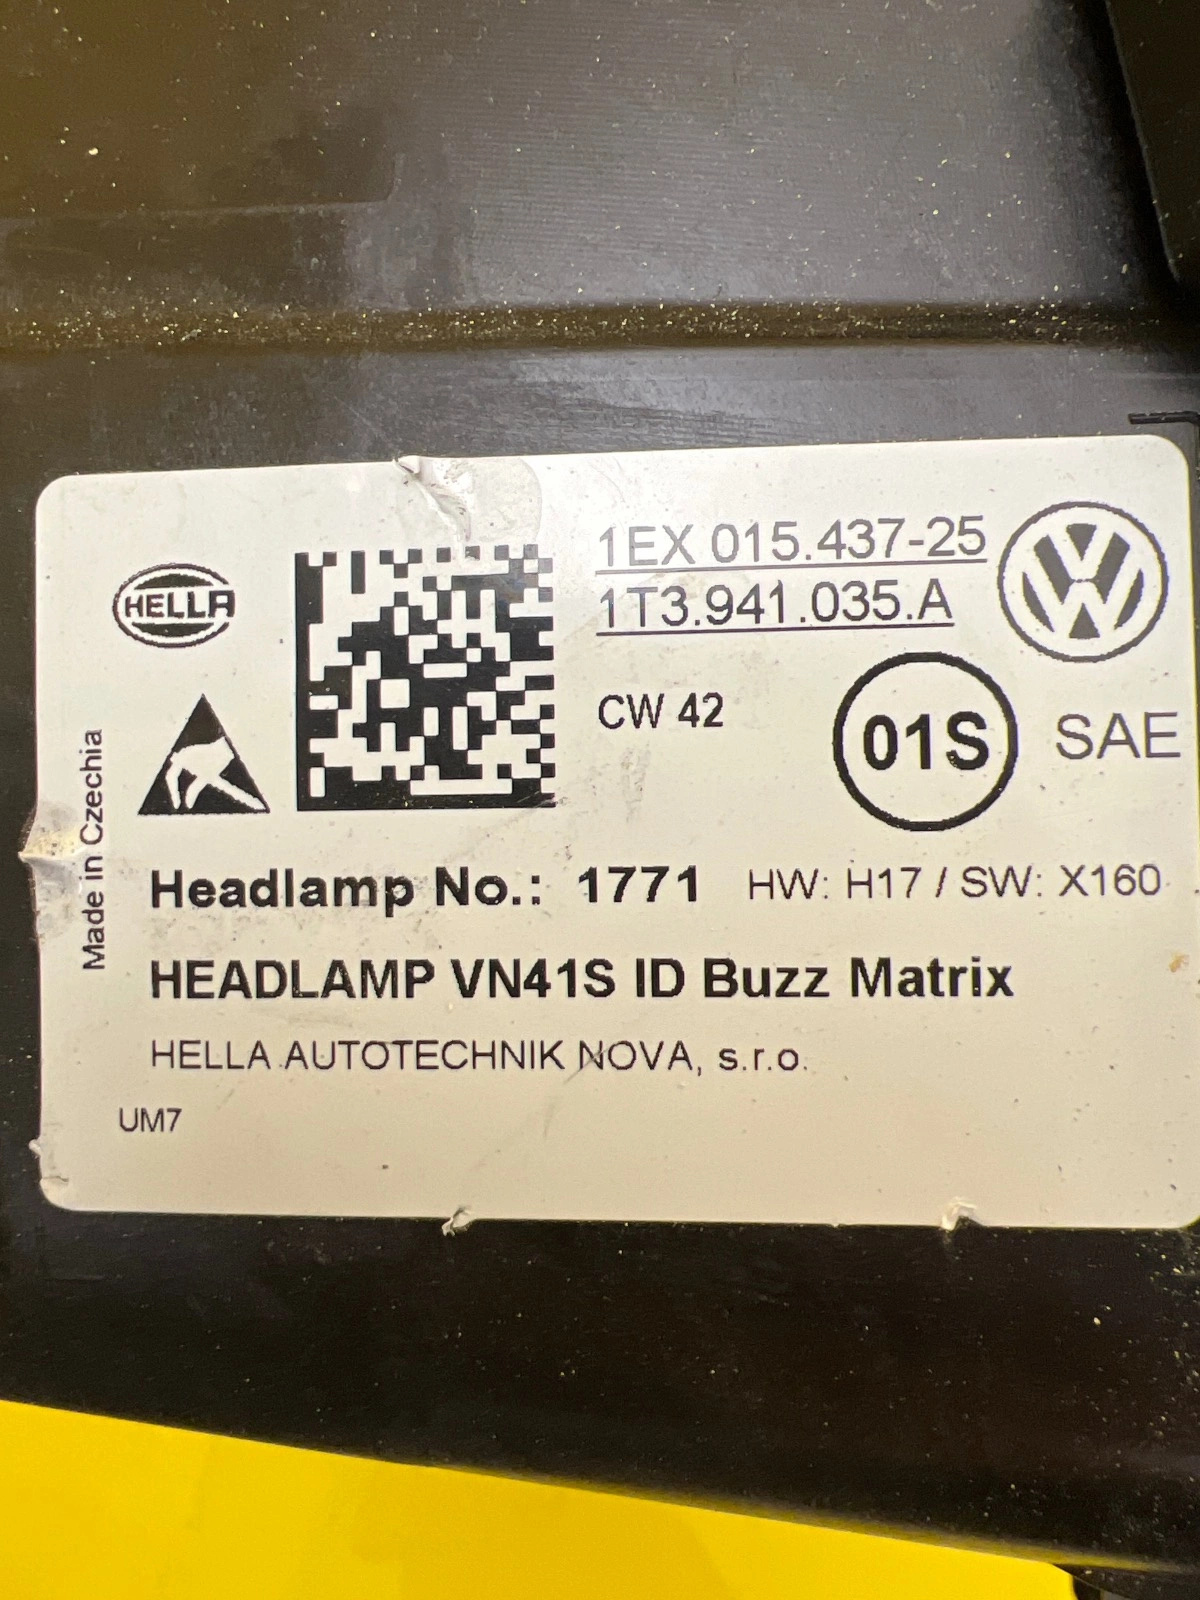 1EX 015.437-25
1T3.941.035.A
HELLA
CW 42
01S
SAE
Made in Czechia
Headlamp No.: 1771 HW: H17 / SW: X160
HEADLAMP VN41S ID Buzz Matrix
HELLA AUTOTECHNIK NOVA, s.r.o.
UM7